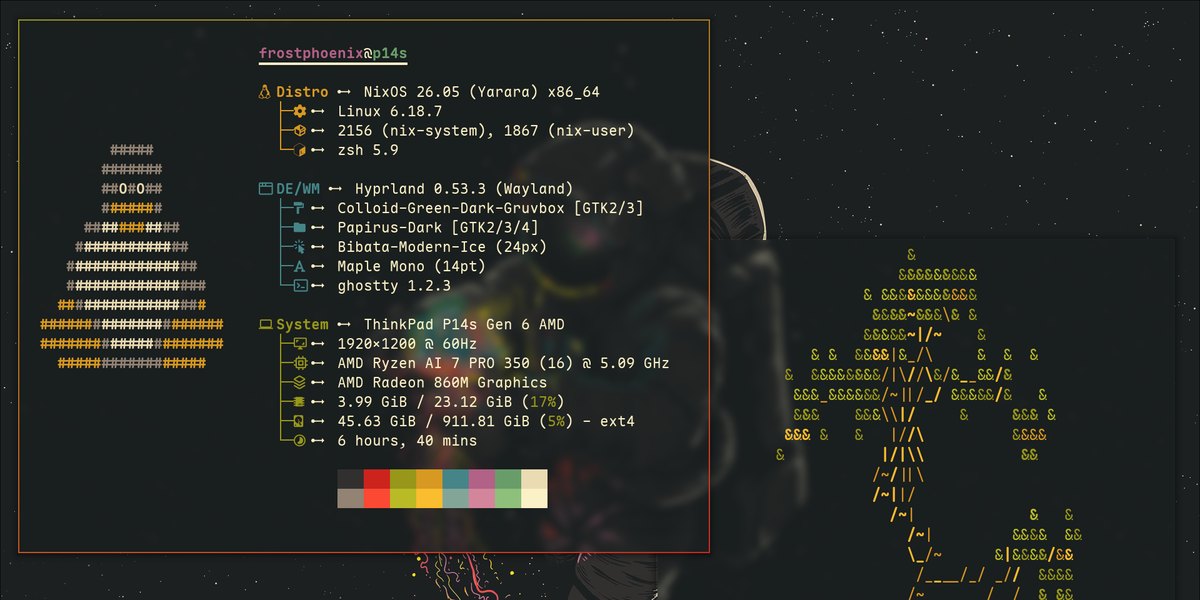 frostphoenix@p14s
Distro ⟷ NixOS 26.05 (Yarara) x86_64
⟷ Linux 6.18.7
⟷ 2156 (nix-system), 1867 (nix-user)
⟷ zsh 5.9
DE/WM ⟷ Hyprland 0.53.3 (Wayland)
⟷ Colloid-Green-Dark-Gruvbox [GTK2/3]
⟷ Papirus-Dark [GTK2/3/4]
⟷ Bibata-Modern-Ice (24px)
⟷ Maple Mono (14pt)
⟷ ghostty 1.2.3
System ⟷ ThinkPad P14s Gen 6 AMD
⟷ 1920×1200 @ 60Hz
⟷ AMD Ryzen AI 7 PRO 350 (16) @ 5.09 GHz
⟷ AMD Radeon 860M Graphics
⟷ 3.99 GiB / 23.12 GiB (17%)
⟷ 45.63 GiB / 911.81 GiB (5%) - ext4
⟷ 6 hours, 40 mins